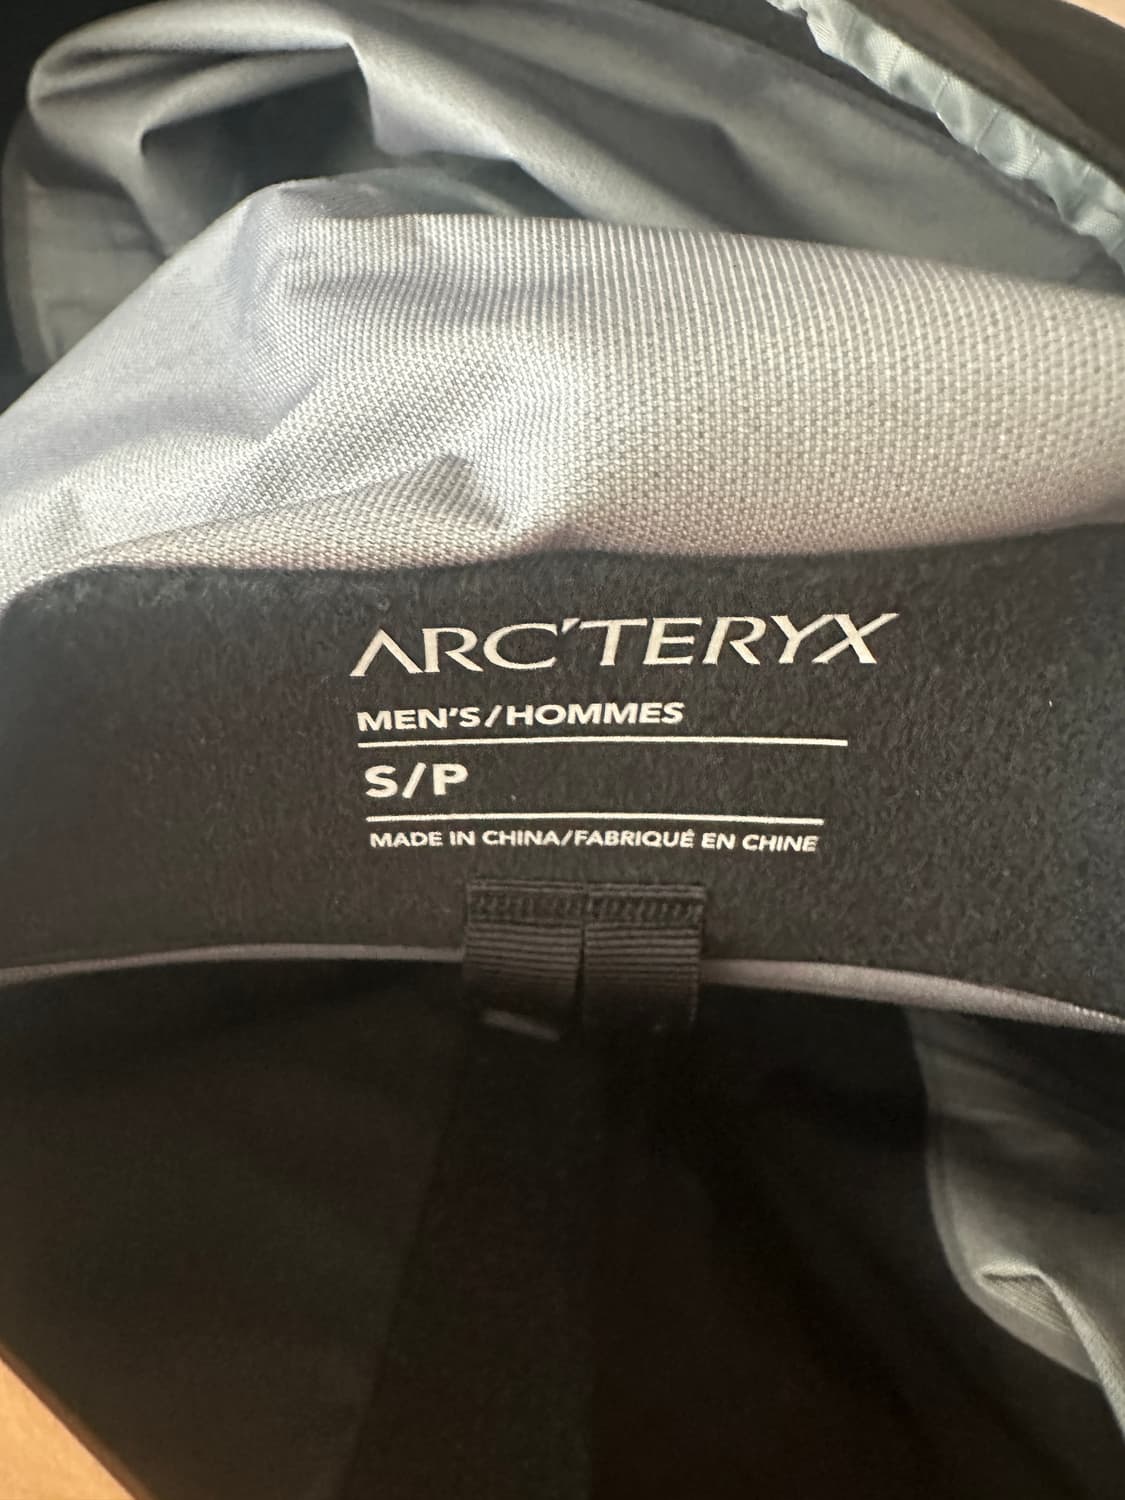 ARC'TERYX
MEN'S/HOMMES
S/P
MADE IN CHINA/FABRIQUÉ EN CHINE